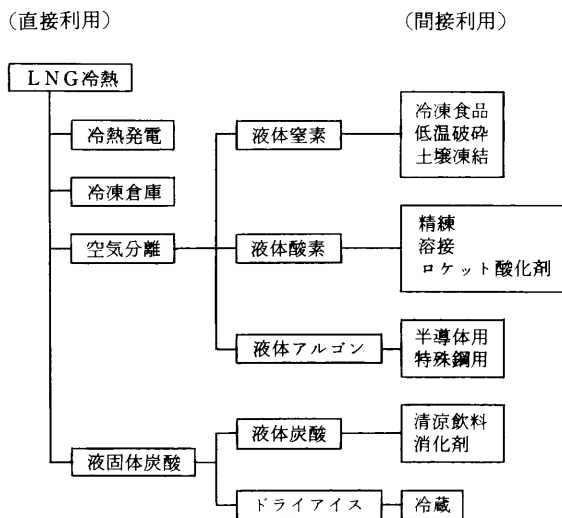 （直接利用）
（間接利用）
ＬＮＧ冷熱
冷熱発電
冷凍倉庫
空気分離
液体窒素
冷凍食品
低温破砕
土壌凍結
液体酸素
精練
溶接
ロケット酸化剤
液体アルゴン
半導体用
特殊鋼用
液固体炭酸
液体炭酸
清涼飲料
消化剤
ドライアイス
冷蔵